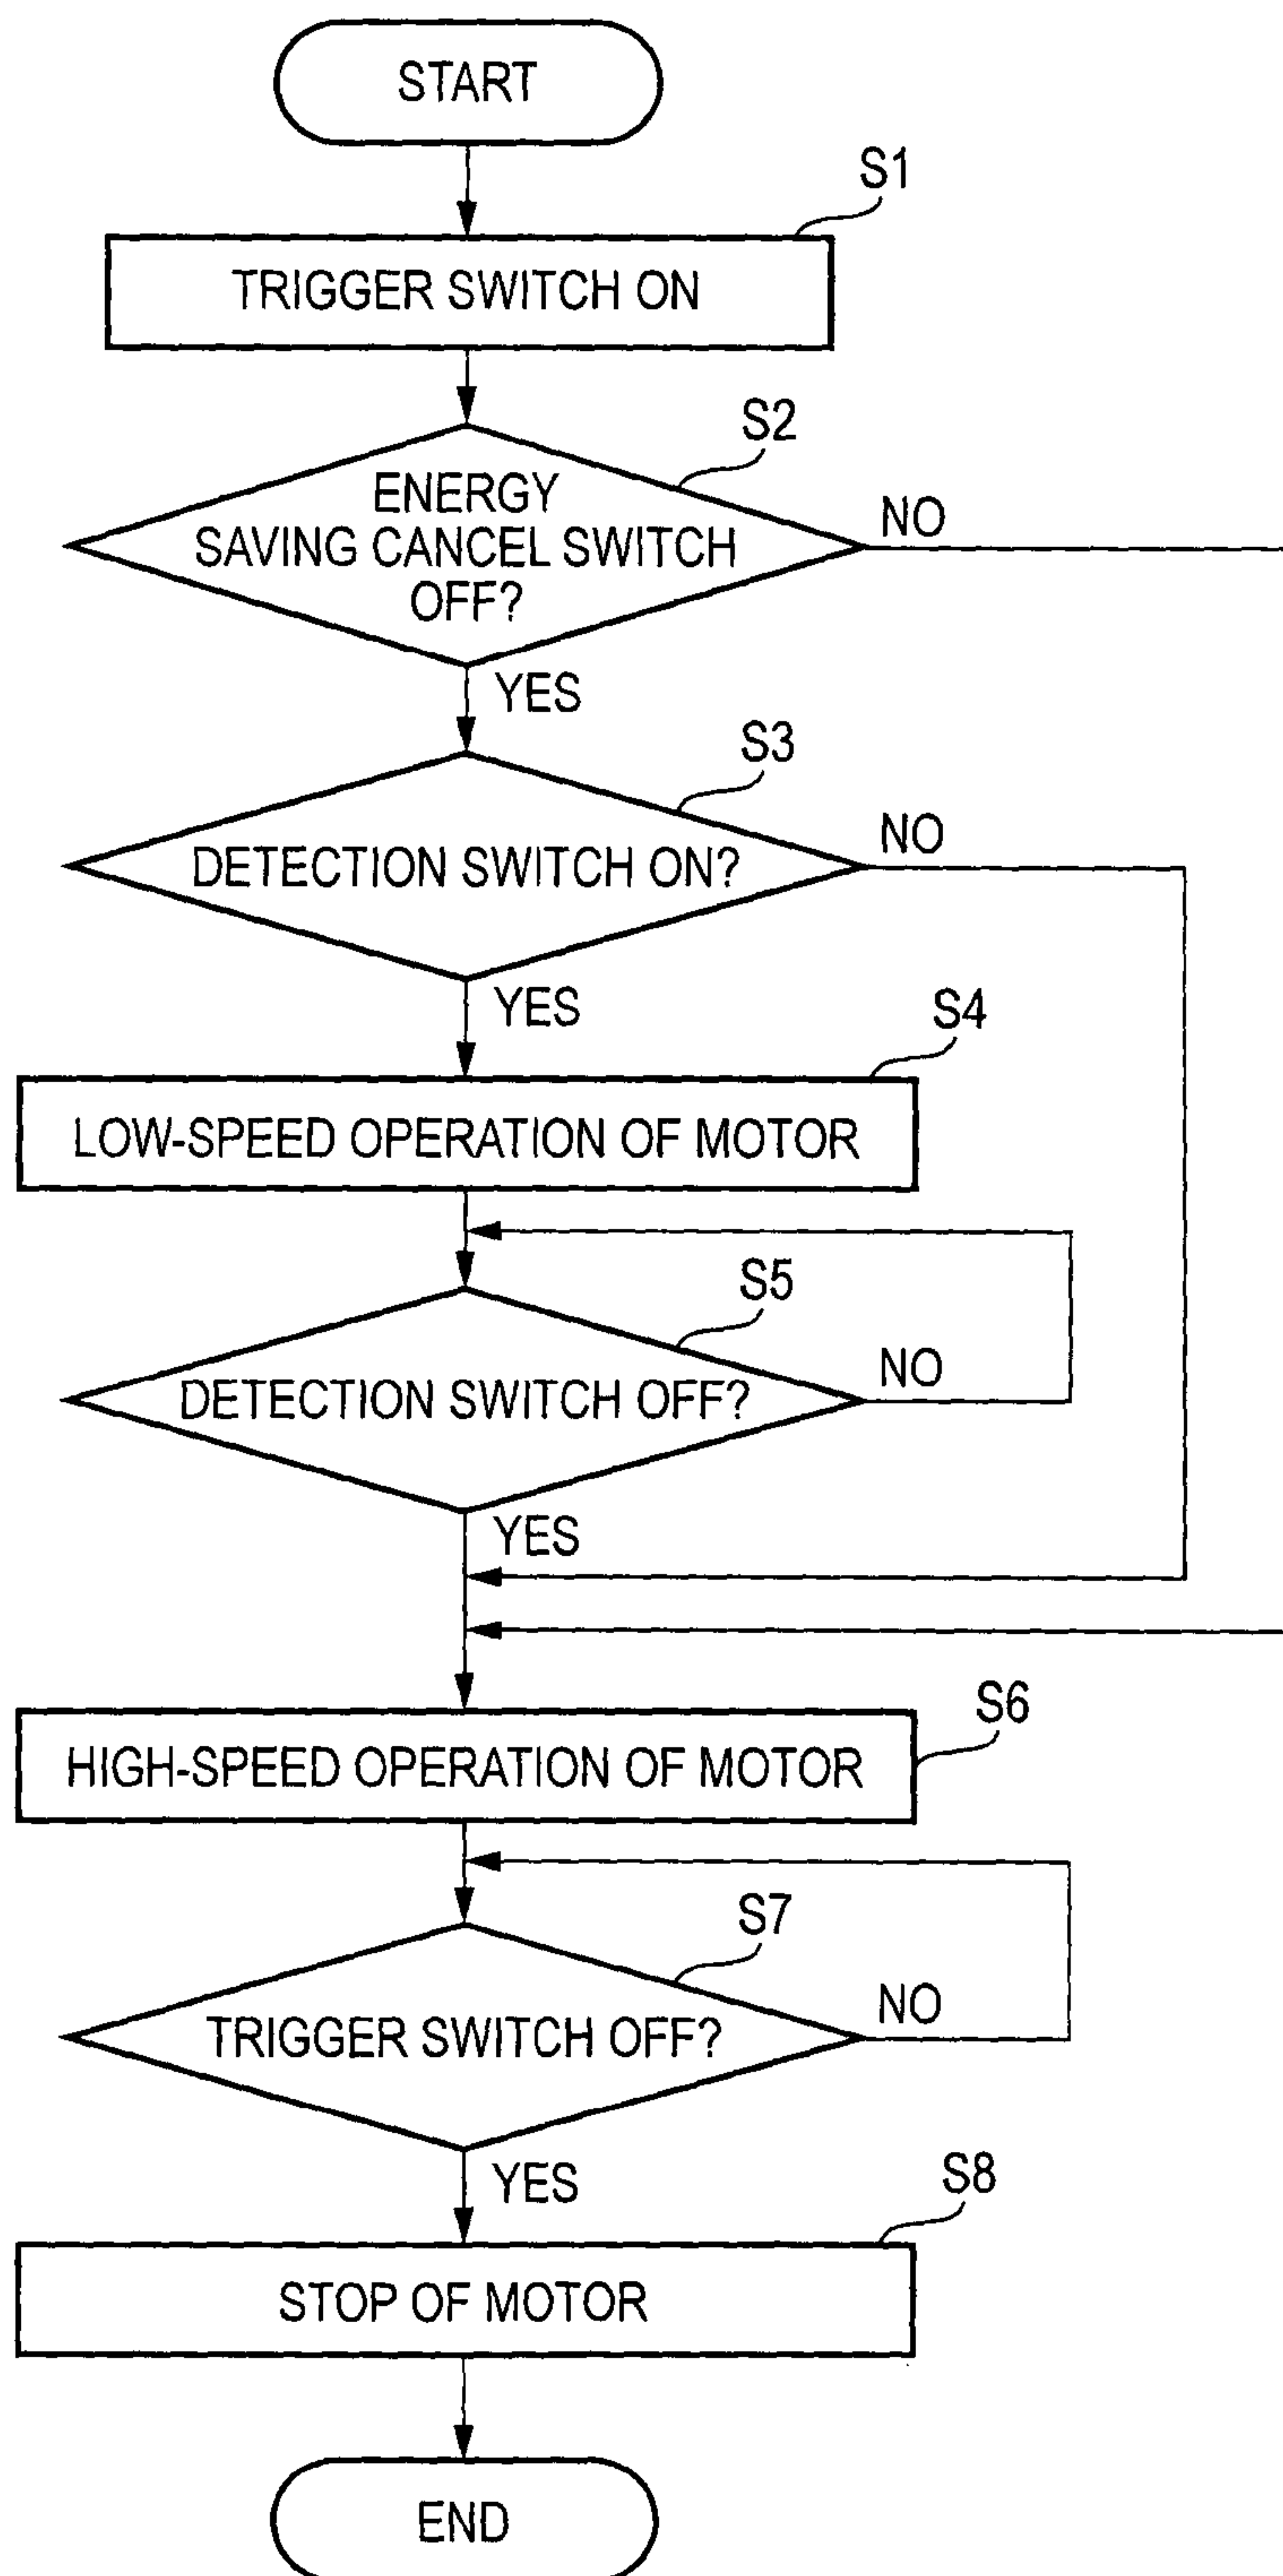 START
S1
TRIGGER SWITCH ON
S2
ENERGY
SAVING CANCEL SWITCH
OFF?
NO
YES
S3
DETECTION SWITCH ON?
NO
YES
S4
LOW-SPEED OPERATION OF MOTOR
S5
DETECTION SWITCH OFF?
NO
YES
S6
HIGH-SPEED OPERATION OF MOTOR
S7
TRIGGER SWITCH OFF?
NO
YES
S8
STOP OF MOTOR
END